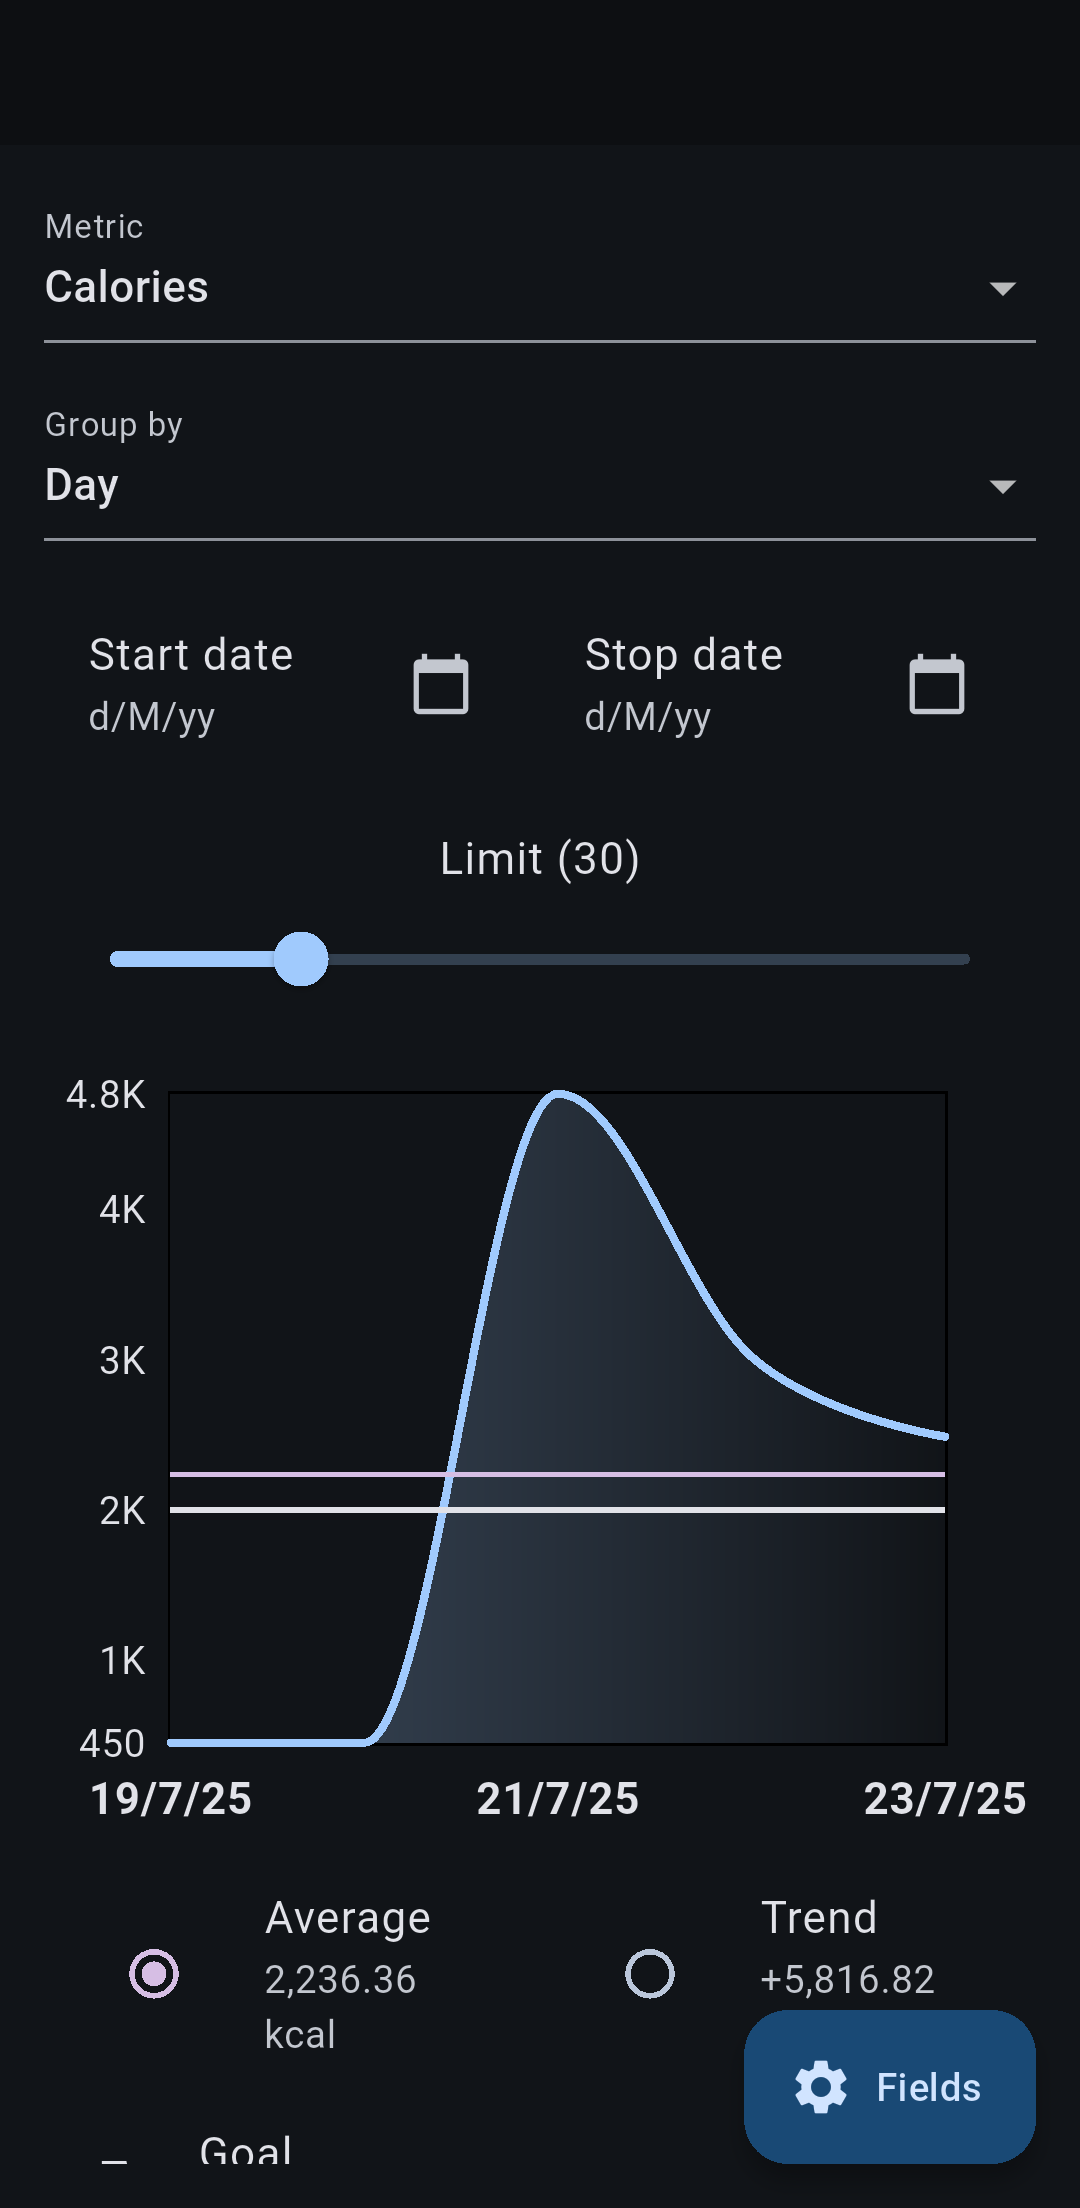 Metric
Calories
Group by
Day
Start date
d/M/yy
Stop date
d/M/yy
Limit (30)
4.8K
4K
3K
2K
1K
450
19/7/25 21/7/25 23/7/25
Average
2,236.36
kcal
Trend
+5,816.82
Fields
Goal